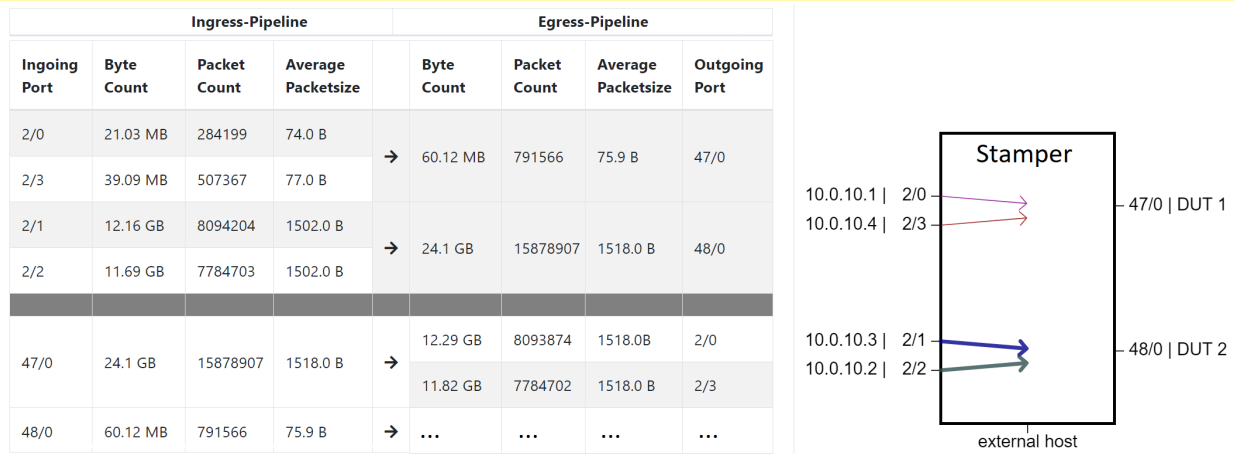 Ingress-Pipeline Egress-Pipeline
Ingoing Port Byte Count Packet Count Average Packetsize Byte Count Packet Count Average Packetsize Outgoing Port
2/0 21.03 MB 284199 74.0 B
→ 60.12 MB 791566 75.9 B 47/0
2/3 39.09 MB 507367 77.0 B
2/1 12.16 GB 8094204 1502.0 B
→ 24.1 GB 15878907 1518.0 B 48/0
2/2 11.69 GB 7784703 1502.0 B
12.29 GB 8093874 1518.0B 2/0
47/0 24.1 GB 15878907 1518.0 B →
11.82 GB 7784702 1518.0 B 2/3
48/0 60.12 MB 791566 75.9 B → ... ... ... ...
Stamper
10.0.10.1 | 2/0
47/0 | DUT 1
10.0.10.4 | 2/3
10.0.10.3 | 2/1
48/0 | DUT 2
10.0.10.2 | 2/2
external host